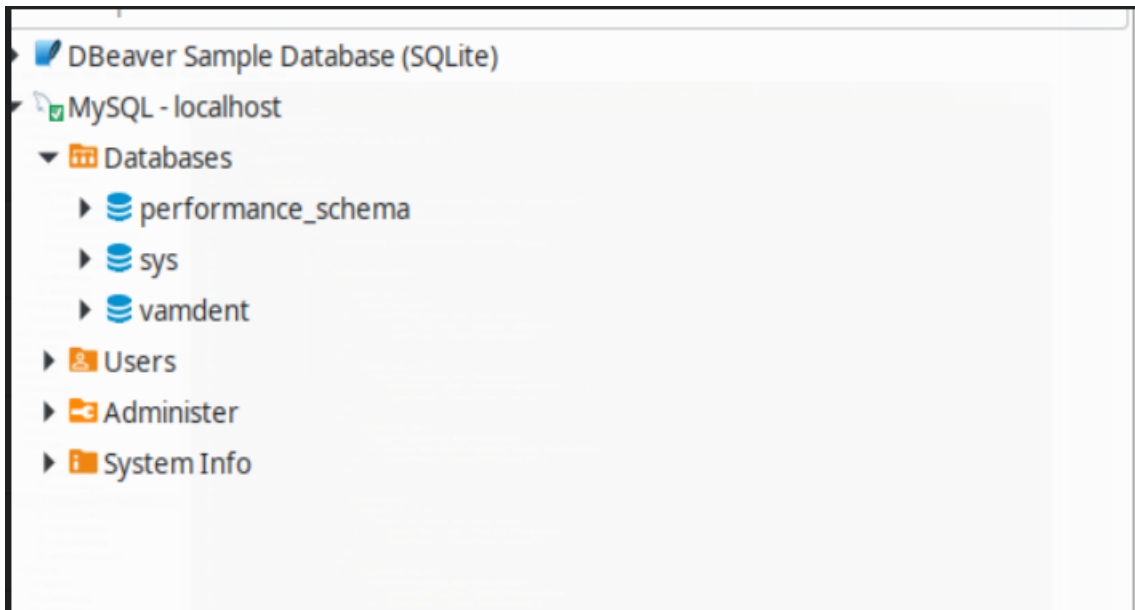 DBeaver Sample Database (SQLite)
MySQL - localhost
Databases
performance_schema
sys
vamdent
Users
Administer
System Info